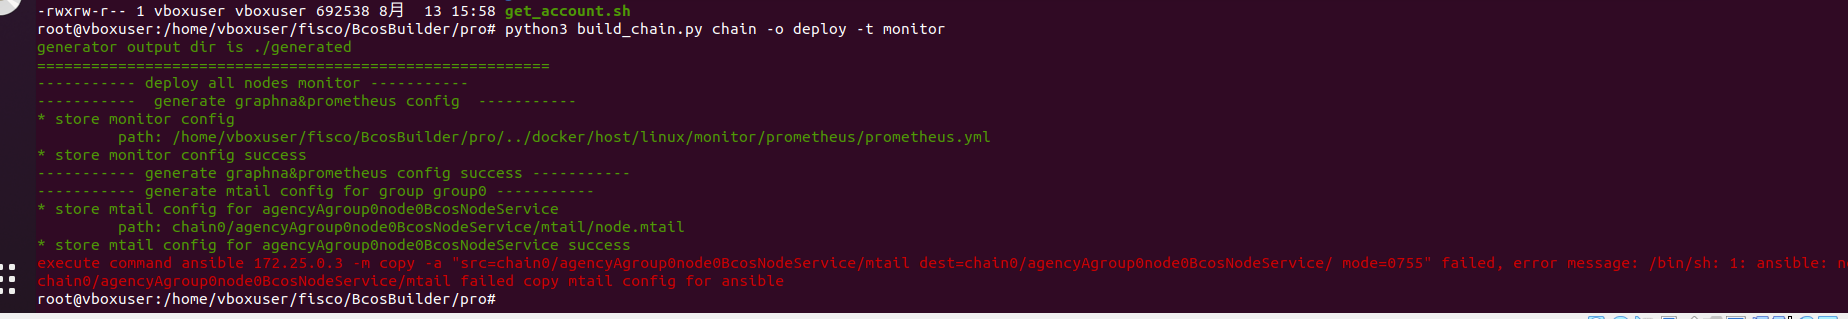 -rwxrw-r-- 1 vboxuser vboxuser 692538 8月  13 15:58 get_account.sh
root@vboxuser:/home/vboxuser/fisco/BcosBuilder/pro# python3 build_chain.py chain -o deploy -t monitor
generator output dir is ./generated
=========================================================
----------- deploy all nodes monitor -----------
-----------  generate graphna&prometheus config  -----------
* store monitor config
         path: /home/vboxuser/fisco/BcosBuilder/pro/../docker/host/linux/monitor/prometheus/prometheus.yml
* store monitor config success
----------- generate graphna&prometheus config success -----------
----------- generate mtail config for group group0 -----------
* store mtail config for agencyAgroup0node0BcosNodeService
         path: chain0/agencyAgroup0node0BcosNodeService/mtail/node.mtail
* store mtail config for agencyAgroup0node0BcosNodeService success
execute command ansible 172.25.0.3 -m copy -a "src=chain0/agencyAgroup0node0BcosNodeService/mtail dest=chain0/agencyAgroup0node0BcosNodeService/ mode=0755" failed, error message: /bin/sh: 1: ansible:
chain0/agencyAgroup0node0BcosNodeService/mtail failed copy mtail config for ansible
root@vboxuser:/home/vboxuser/fisco/BcosBuilder/pro#